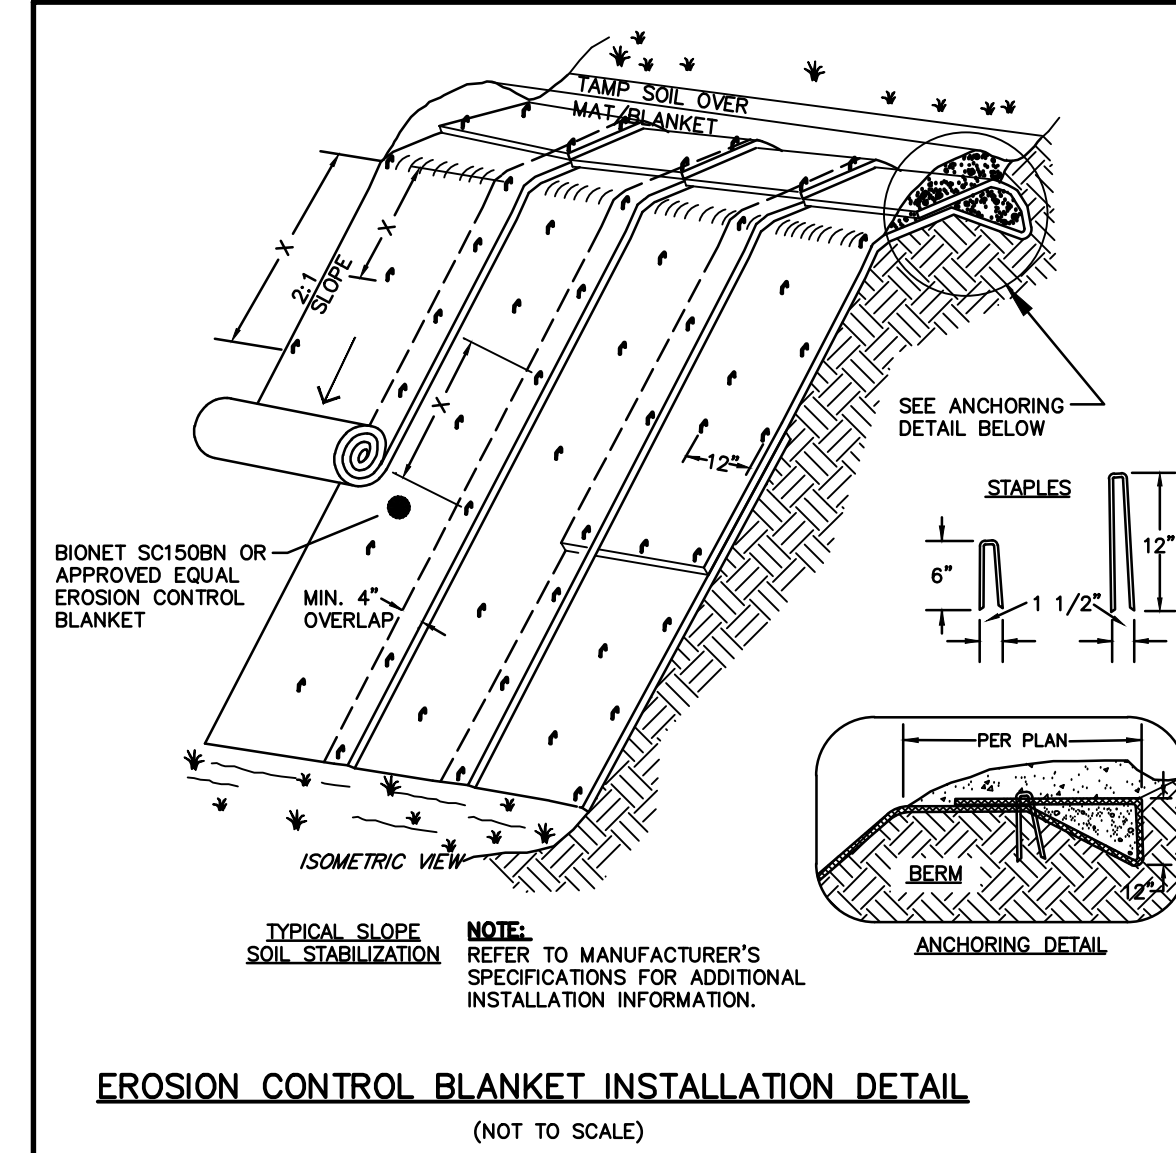 TAMP SOIL OVER
MAT/BLANKET
X
X
2:1
SLOPE
X
12"
SEE ANCHORING
DETAIL BELOW
STAPLES
6"
12"
1 1/2"
BIONET SC150BN OR
APPROVED EQUAL
EROSION CONTROL
BLANKET
MIN. 4"
OVERLAP
ISOMETRIC VIEW
PER PLAN
BERM
12"
ANCHORING DETAIL
TYPICAL SLOPE
SOIL STABILIZATION
NOTE:
REFER TO MANUFACTURER'S
SPECIFICATIONS FOR ADDITIONAL
INSTALLATION INFORMATION.
EROSION CONTROL BLANKET INSTALLATION DETAIL
(NOT TO SCALE)